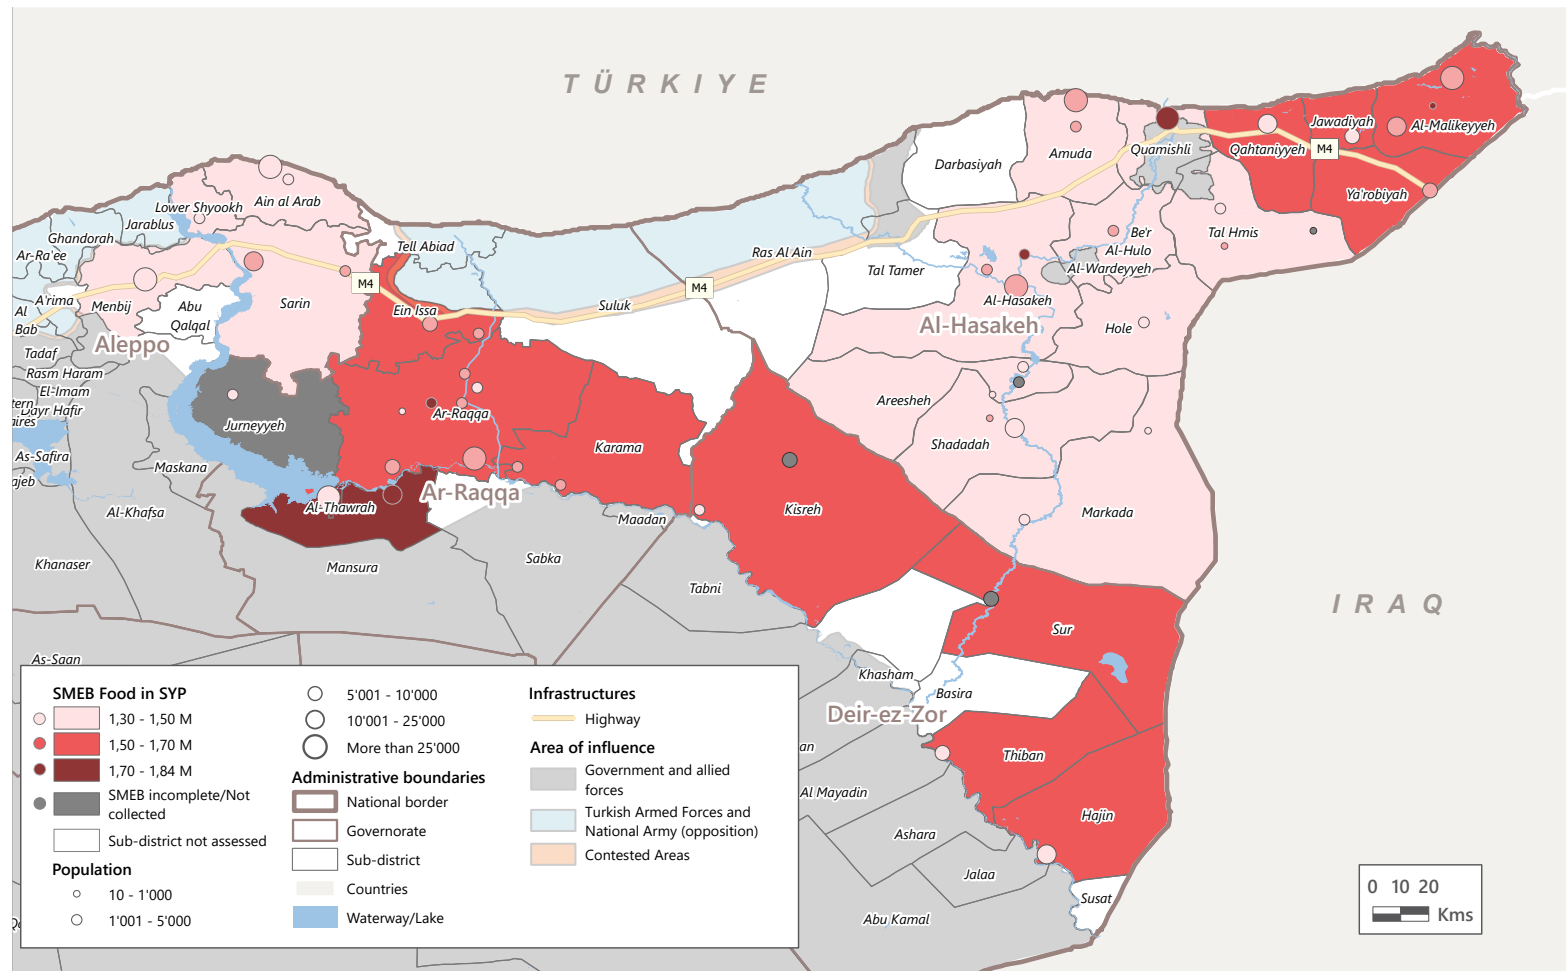 TÜRKIYE
Jawadiyah
Al-Malikeyyeh
Qahtaniyyeh
M4
Quamishli
Amuda
Darbasiyah
Ya'robiyah
Ain al Arab
Lower Shyookh
Jarablus
Ghandorah
Ar-Ra'ee
Tell Abiad
Ras Al Ain
Tal Tamer
Be'r
Al-Hulo
Al-Wardeyyeh
Tal Hmis
A'rima
Al
Bab
Menbij
Abu
Qalqal
Sarin
M4
Ein Issa
Suluk
M4
Al-Hasakeh
Al-Hasakeh
Hole
Aleppo
Tadaf
Rasm Haram
El-Imam
tern
Dayr Hafir
aires
As-Safira
ajeb
Jurneyyeh
Maskana
Ar-Raqqa
Karama
Areesheh
Shadadah
Markada
Al-Khafsa
Al-Thawrah
Ar-Raqqa
Maadan
Kisreh
Khanaser
Mansura
Sabka
Tabni
IRAQ
Sur
As-Saan
Khasham
Basira
Deir-ez-Zor
an
Thiban
Al Mayadin
Hajin
Ashara
Jalaa
Susat
Abu Kamal
SMEB Food in SYP
1,30 - 1,50 M
1,50 - 1,70 M
1,70 - 1,84 M
SMEB incomplete/Not
collected
Sub-district not assessed
Population
10 - 1'000
1'001 - 5'000
5'001 - 10'000
10'001 - 25'000
More than 25'000
Administrative boundaries
National border
Governorate
Sub-district
Countries
Waterway/Lake
Infrastructures
Highway
Area of influence
Government and allied
forces
Turkish Armed Forces and
National Army (opposition)
Contested Areas
0 10 20
Kms